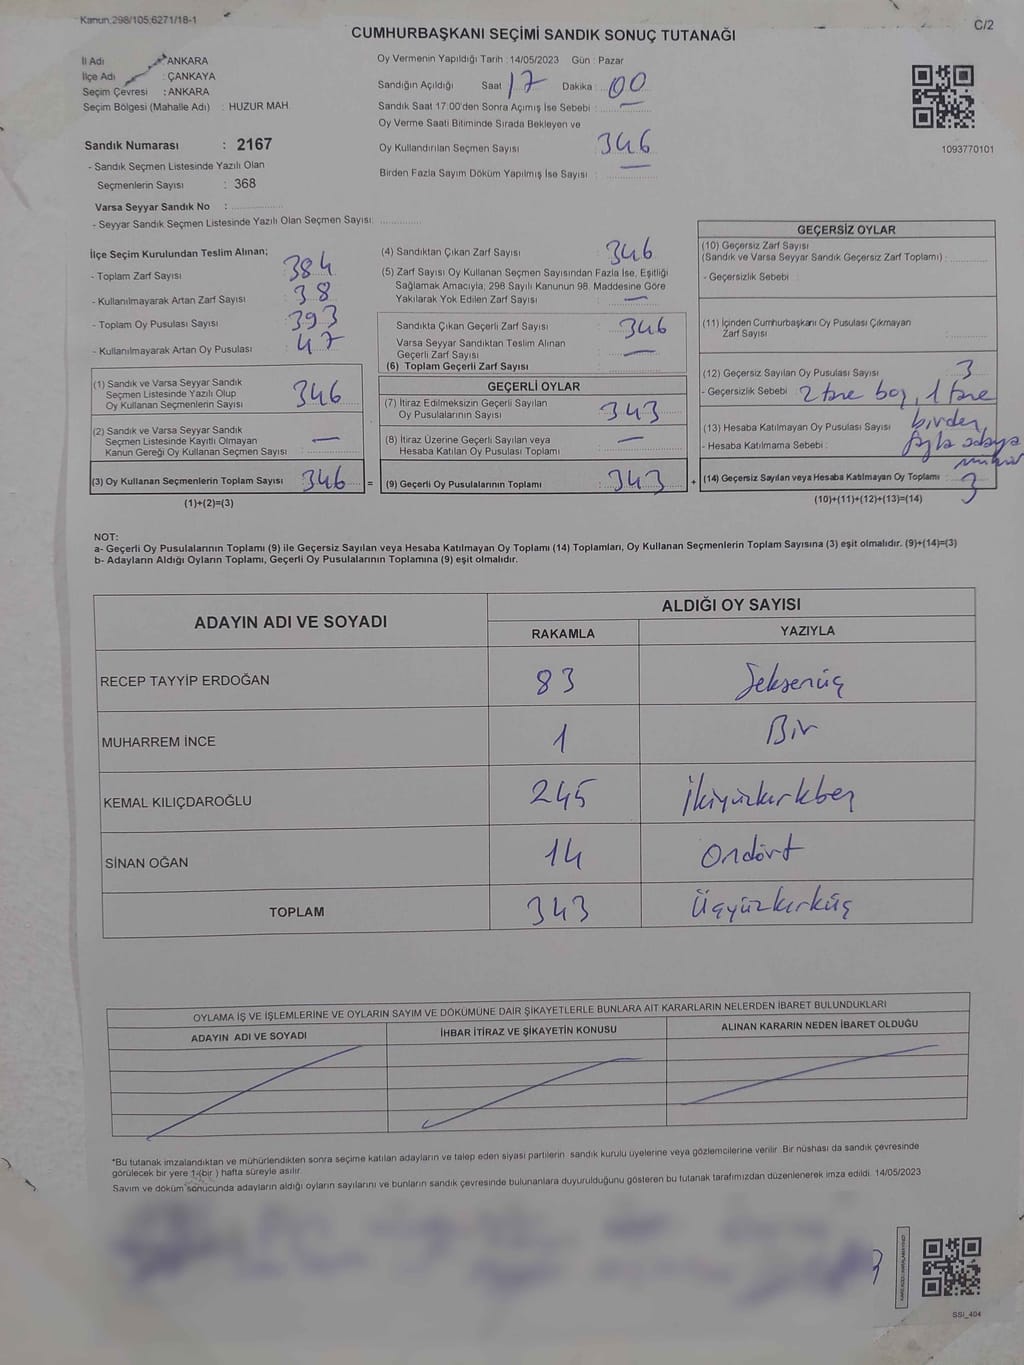 Kanun.298/105,6271/18-1
C/2
CUMHURBAŞKANI SEÇİMİ SANDIK SONUÇ TUTANAĞI
İl Adı : ANKARA
İlçe Adı : ÇANKAYA
Seçim Çevresi : ANKARA
Seçim Bölgesi (Mahalle Adı) : HUZUR MAH.
Sandık Numarası : 2167
- Sandık Seçmen Listesinde Yazılı Olan
Seçmenlerin Sayısı : 368
Varsa Seyyar Sandık No :
- Seyyar Sandık Seçmen Listesinde Yazılı Olan Seçmen Sayısı:
Oy Vermenin Yapıldığı Tarih : 14/05/2023 Gün : Pazar
Sandığın Açıldığı Saat 17 Dakika : 00
Sandık Saat 17:00'den Sonra Açımış İse Sebebi : —
Oy Verme Saati Bitiminde Sırada Bekleyen ve
Oy Kullandırılan Seçmen Sayısı : 346
Birden Fazla Sayım Döküm Yapılmış İse Sayısı : —
1093770101
İlçe Seçim Kurulundan Teslim Alınan;
- Toplam Zarf Sayısı : 384
- Kullanılmayarak Artan Zarf Sayısı : 38
- Toplam Oy Pusulası Sayısı : 393
- Kullanılmayarak Artan Oy Pusulası : 47
(1) Sandık ve Varsa Seyyar Sandık
Seçmen Listesinde Yazılı Olup
Oy Kullanan Seçmenlerin Sayısı : 346
(2) Sandık ve Varsa Seyyar Sandık
Seçmen Listesinde Kayıtlı Olmayan
Kanun Gereği Oy Kullanan Seçmen Sayısı : —
(3) Oy Kullanan Seçmenlerin Toplam Sayısı : 346 =
(1)+(2)=(3)
(4) Sandıktan Çıkan Zarf Sayısı : 346
(5) Zarf Sayısı Oy Kullanan Seçmen Sayısından Fazla İse, Eşitliği
Sağlamak Amacıyla; 298 Sayılı Kanunun 98. Maddesine Göre
Yakılarak Yok Edilen Zarf Sayısı : —
Sandıkta Çıkan Geçerli Zarf Sayısı : 346
Varsa Seyyar Sandıktan Teslim Alınan
Geçerli Zarf Sayısı : —
(6) Toplam Geçerli Zarf Sayısı :
GEÇERLİ OYLAR
(7) İtiraz Edilmeksizin Geçerli Sayılan
Oy Pusulalarının Sayısı : 343
(8) İtiraz Üzerine Geçerli Sayılan veya
Hesaba Katılan Oy Pusulası Toplamı : —
(9) Geçerli Oy Pusulalarının Toplamı : 343 +
GEÇERSİZ OYLAR
(10) Geçersiz Zarf Sayısı
(Sandık ve Varsa Seyyar Sandık Geçersiz Zarf Toplamı) :
- Geçersizlik Sebebi :
(11) İçinden Cumhurbaşkanı Oy Pusulası Çıkmayan
Zarf Sayısı :
(12) Geçersiz Sayılan Oy Pusulası Sayısı : 3
- Geçersizlik Sebebi : 2 tane boş, 1 tane
(13) Hesaba Katılmayan Oy Pusulası Sayısı : birden
- Hesaba Katılmama Sebebi : fazla adaya
mühür
(14) Geçersiz Sayılan veya Hesaba Katılmayan Oy Toplamı : 3
(10)+(11)+(12)+(13)=(14)
NOT:
a- Geçerli Oy Pusulalarının Toplamı (9) ile Geçersiz Sayılan veya Hesaba Katılmayan Oy Toplamı (14) Toplamları, Oy Kullanan Seçmenlerin Toplam Sayısına (3) eşit olmalıdır. (9)+(14)=(3)
b- Adayların Aldığı Oyların Toplamı, Geçerli Oy Pusulalarının Toplamına (9) eşit olmalıdır.
ADAYIN ADI VE SOYADI
ALDIĞI OY SAYISI
RAKAMLA YAZIYLA
RECEP TAYYİP ERDOĞAN 83 Seksenüç
MUHARREM İNCE 1 Bir
KEMAL KILIÇDAROĞLU 245 İkiyüzkırkbeş
SİNAN OĞAN 14 Ondört
TOPLAM 343 Üçyüzkırküç
OYLAMA İŞ VE İŞLEMLERİNE VE OYLARIN SAYIM VE DÖKÜMÜNE DAİR ŞİKAYETLERLE BUNLARA AIT KARARLARIN NELERDEN İBARET BULUNDUKLARI
ADAYIN ADI VE SOYADI İHBAR İTİRAZ VE ŞİKAYETİN KONUSU ALINAN KARARIN NEDEN İBARET OLDUĞU
*Bu tutanak imzalandıktan ve mühürlendikten sonra seçime katılan adayların ve talep eden siyasi partilerin sandık kurulu üyelerine veya gözlemcilerine verilir. Bir nüshası da sandık çevresinde
görülecek bir yere 1-(bir ) hafta süreyle asılır.
Sayım ve döküm sonucunda adayların aldığı oyların sayılarını ve bunların sandık çevresinde bulunanlara duyurulduğunu gösteren bu tutanak tarafımızdan düzenlenerek imza edildi. 14/05/2023
SSİ_404